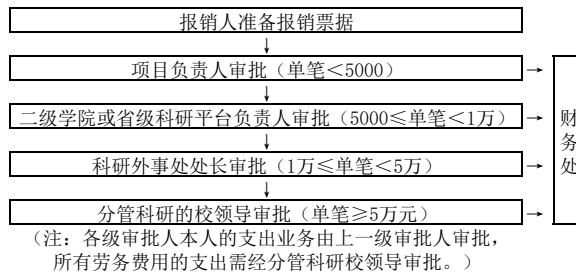 报销人准备报销票据
项目负责人审批（单笔＜5000）
二级学院或省级科研平台负责人审批（5000≤单笔＜1万）
科研外事处处长审批（1万≤单笔＜5万）
分管科研的校领导审批（单笔≥5万元）
财
务
处
（注：各级审批人本人的支出业务由上一级审批人审批，
所有劳务费用的支出需经分管科研校领导审批。）